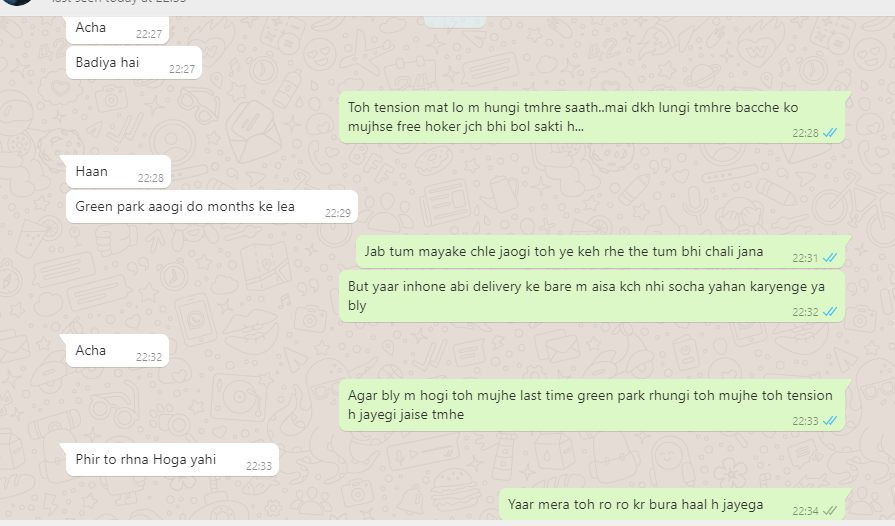 Acha
22:27
Badiya hai
22:27
Toh tension mat lo m hungi tmhre saath..mai dkh lungi tmhre bacche ko
mujhse free hoker jch bhi bol sakti h...
22:28
Haan
22:28
Green park aaogi do months ke lea
22:29
Jab tum mayake chle jaogi toh ye keh rhe the tum bhi chali jana
22:31
But yaar inhone abi delivery ke bare m aisa kch nhi socha yahan karyenge ya
bly
22:32
Acha
22:32
Agar bly m hogi toh mujhe last time green park rhungi toh mujhe toh tension
h jayegi jaise tmhe
22:33
Phir to rhna Hoga yahi
22:33
Yaar mera toh ro ro kr bura haal h jayega
22:34